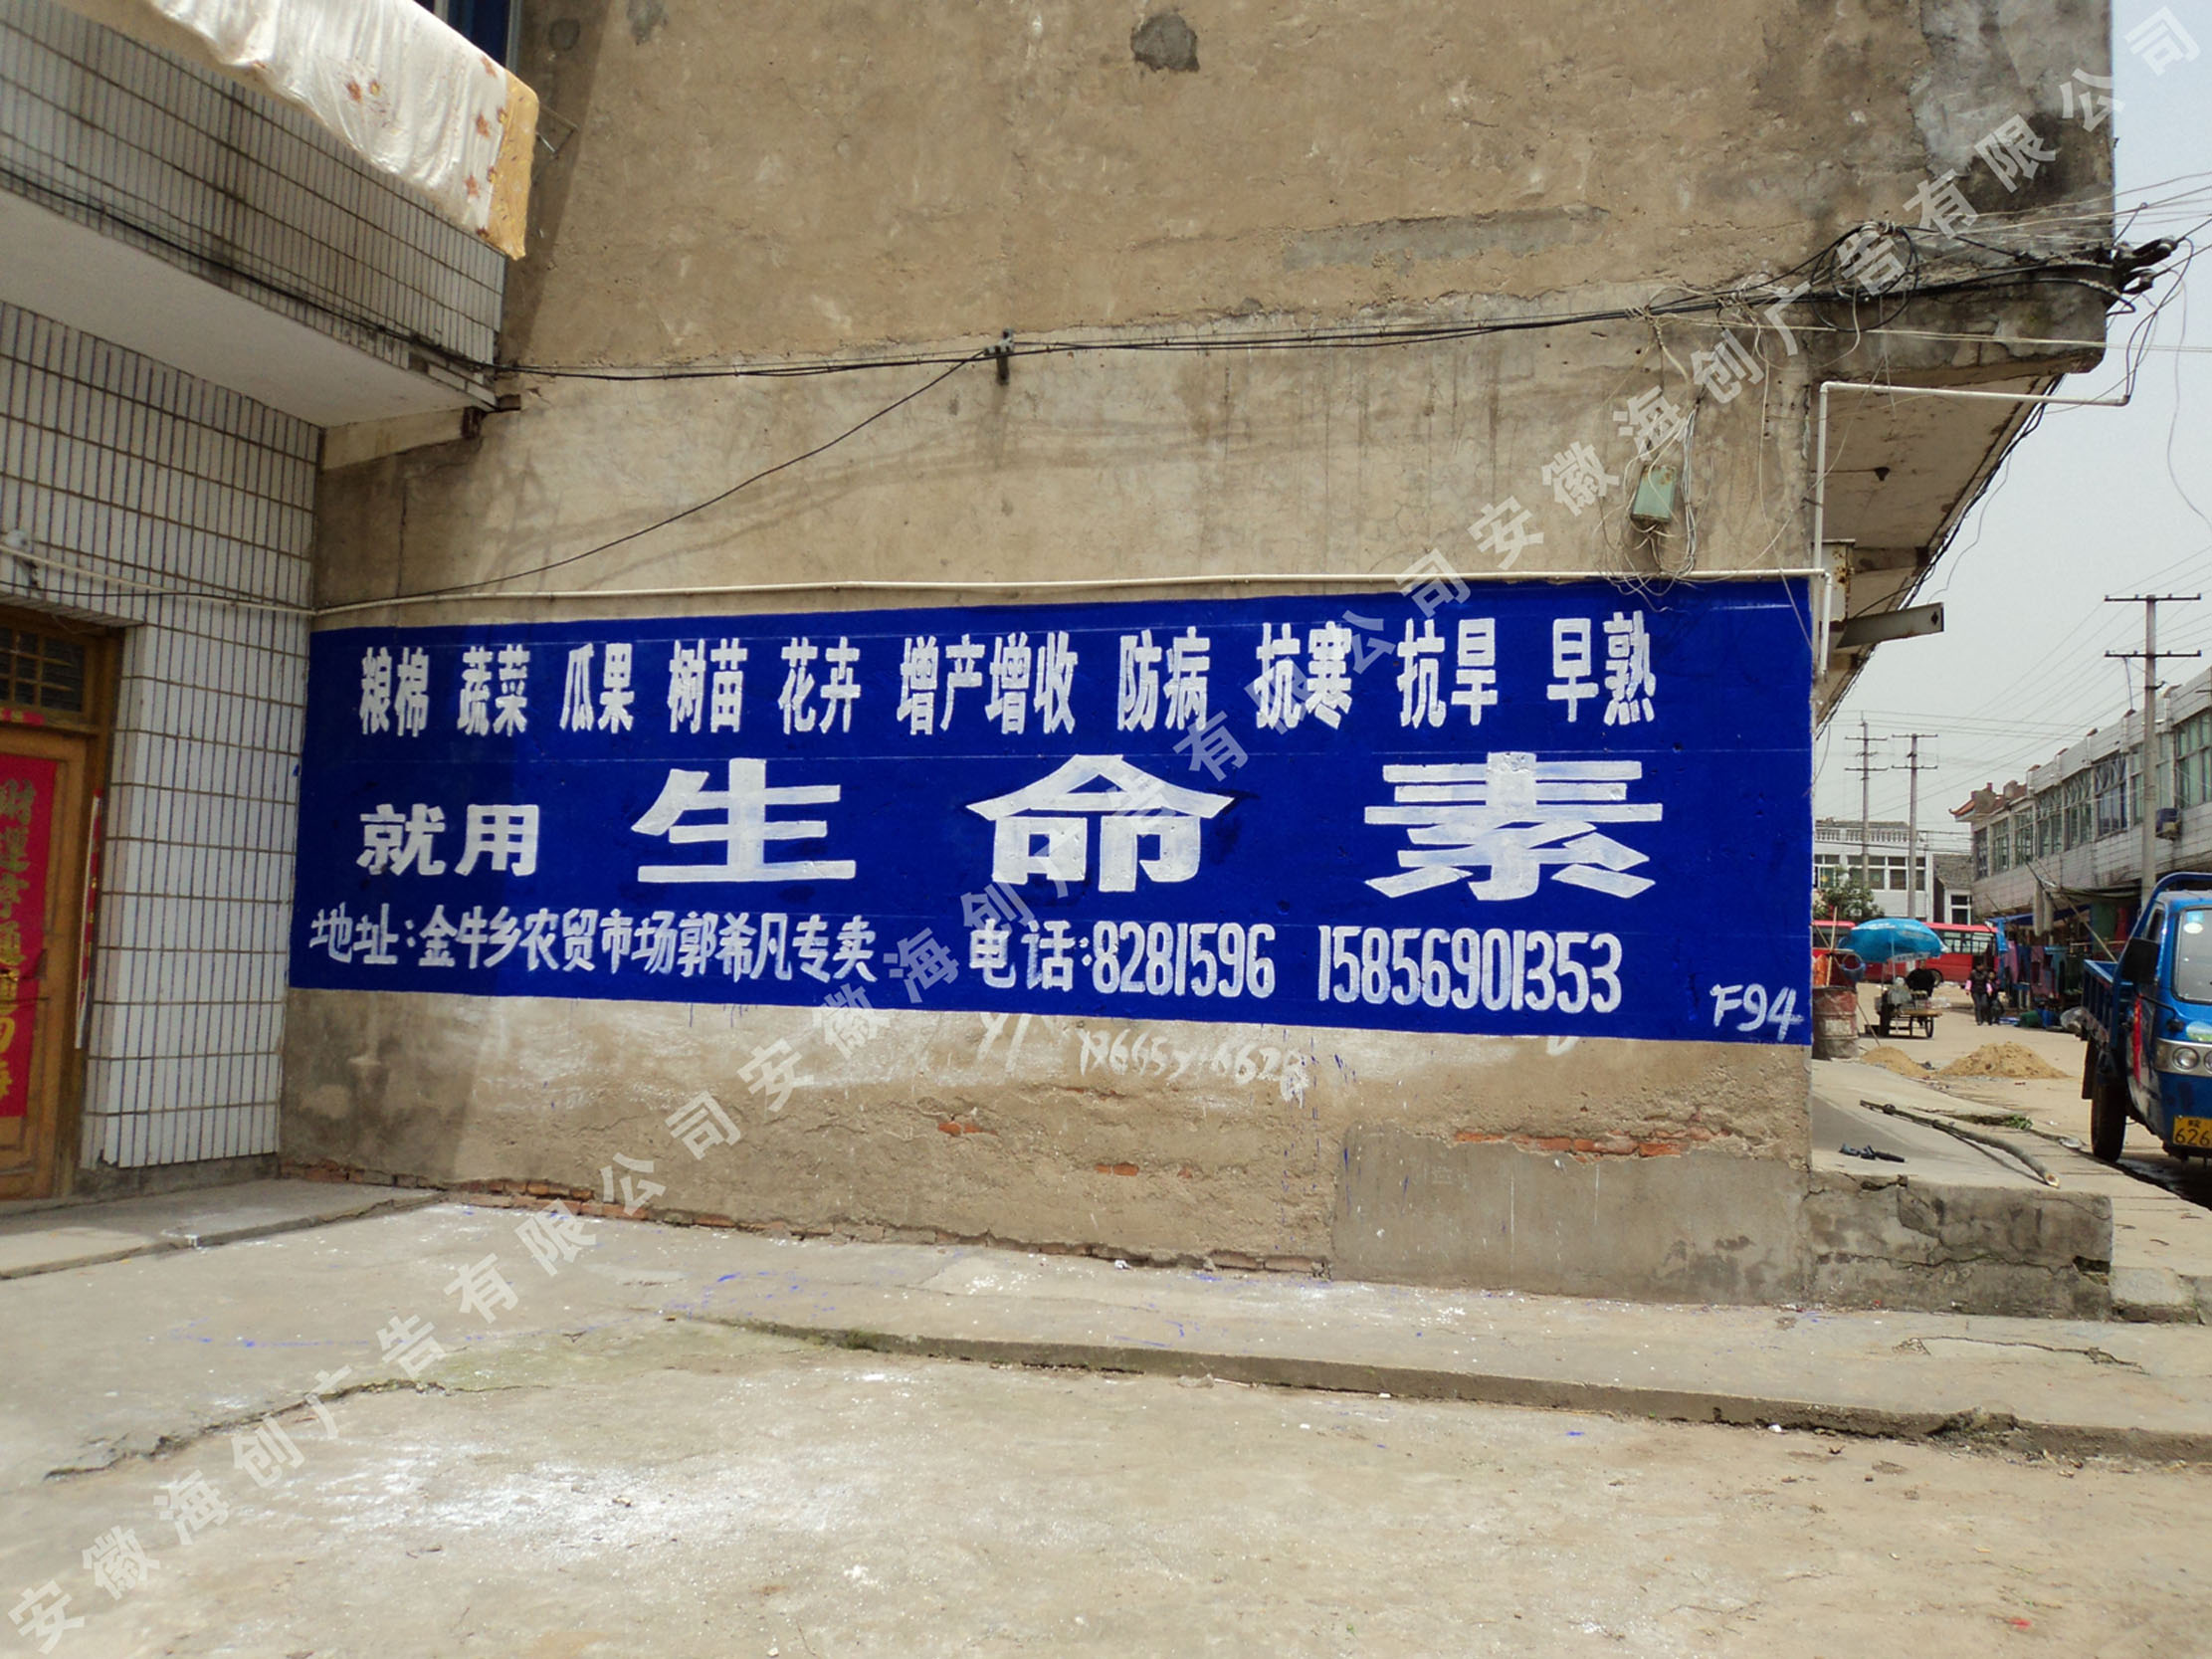 粮棉 蔬菜 瓜果 树苗 花卉 增产增收 防病 抗寒 抗旱 早熟
就用 生命素
地址:金牛乡农贸市场郭希凡专卖 电话:8281596 15856901353
F94
安徽海创广告有限公司安徽海创广告有限公司安徽海创广告有限公司
626